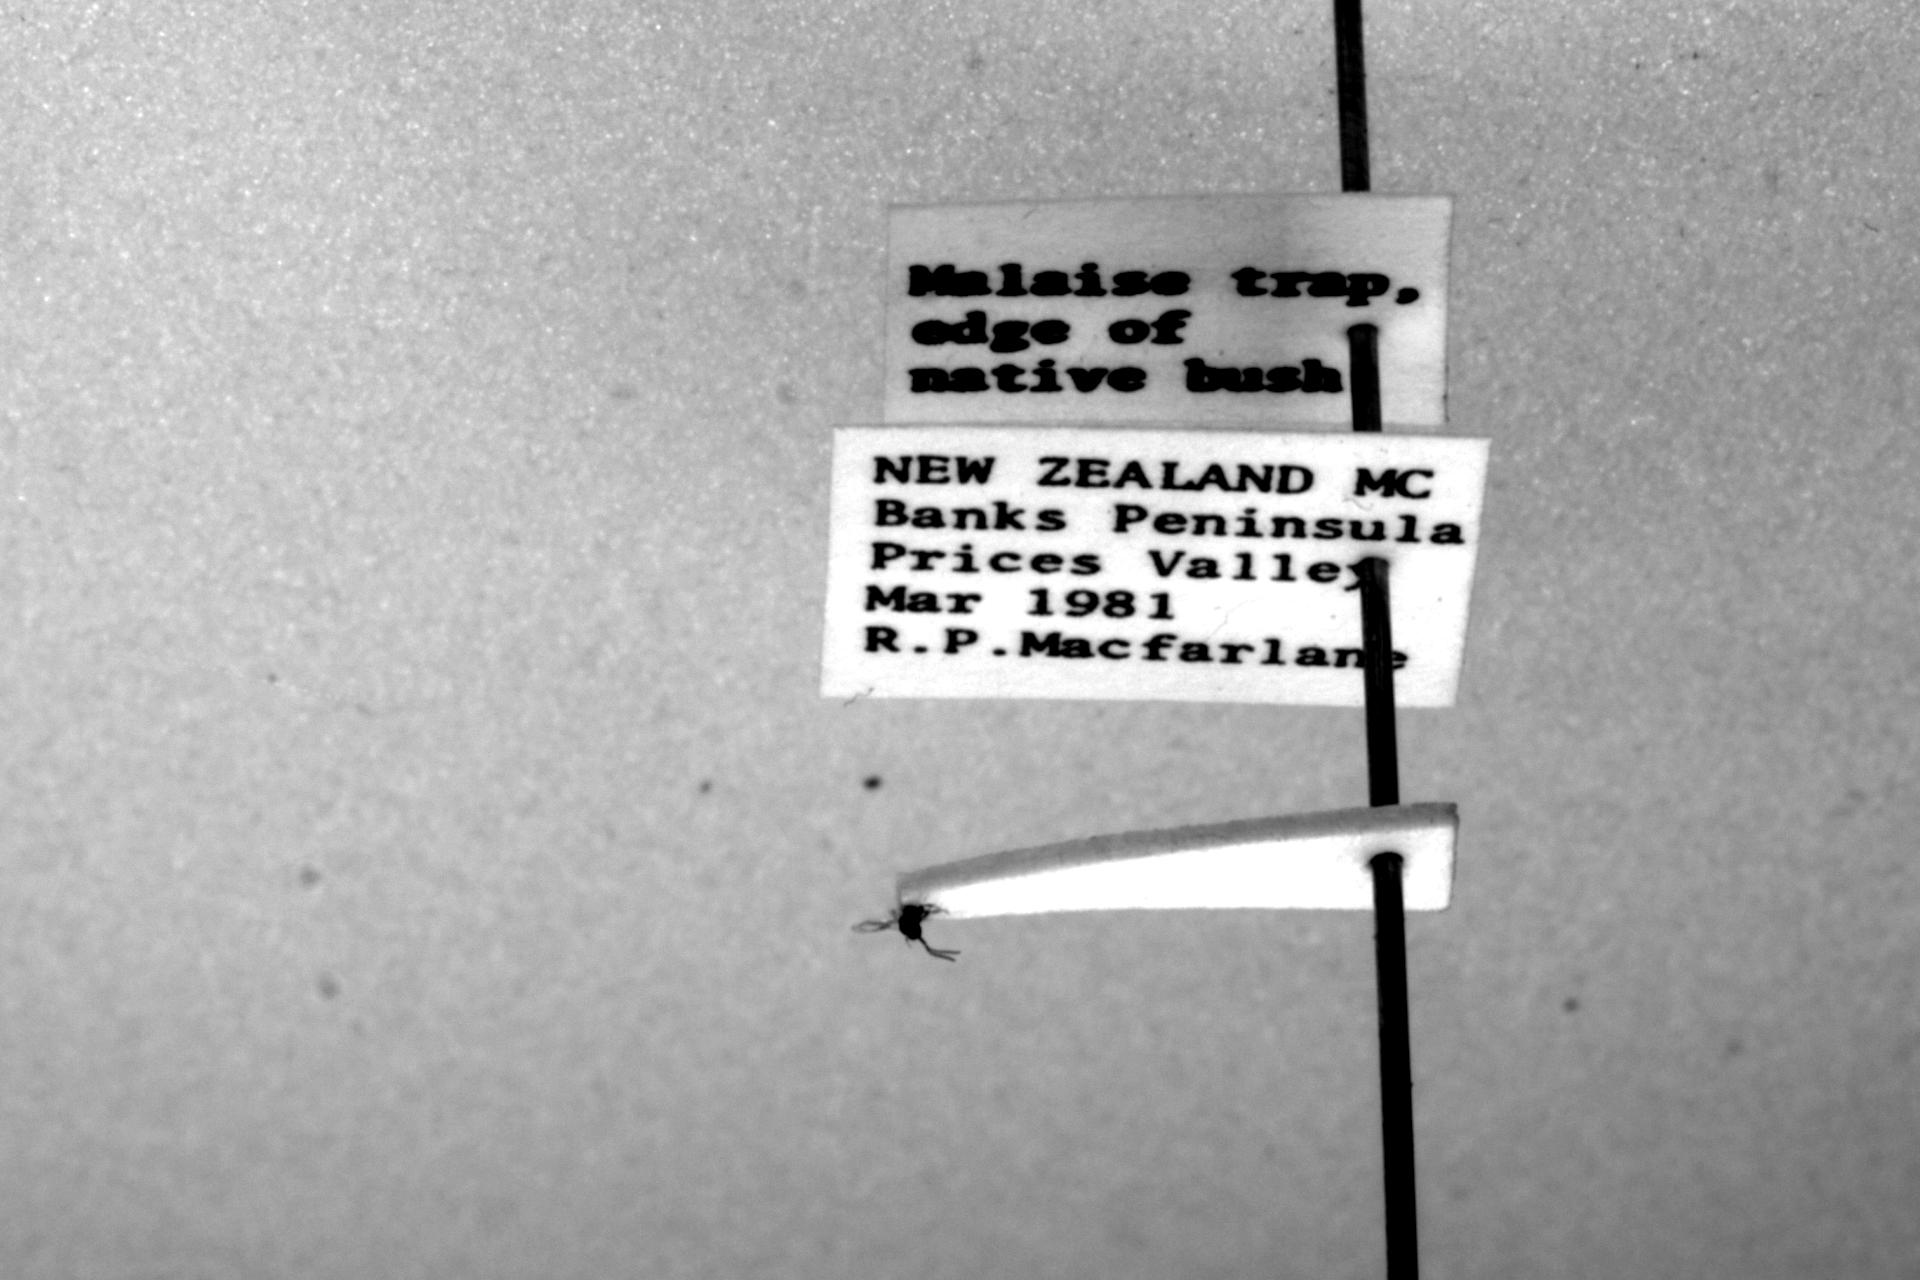 Malaise trap,
edge of
native bush
NEW ZEALAND MC
Banks Peninsula
Prices Valley
Mar 1981
R.P.Macfarlane